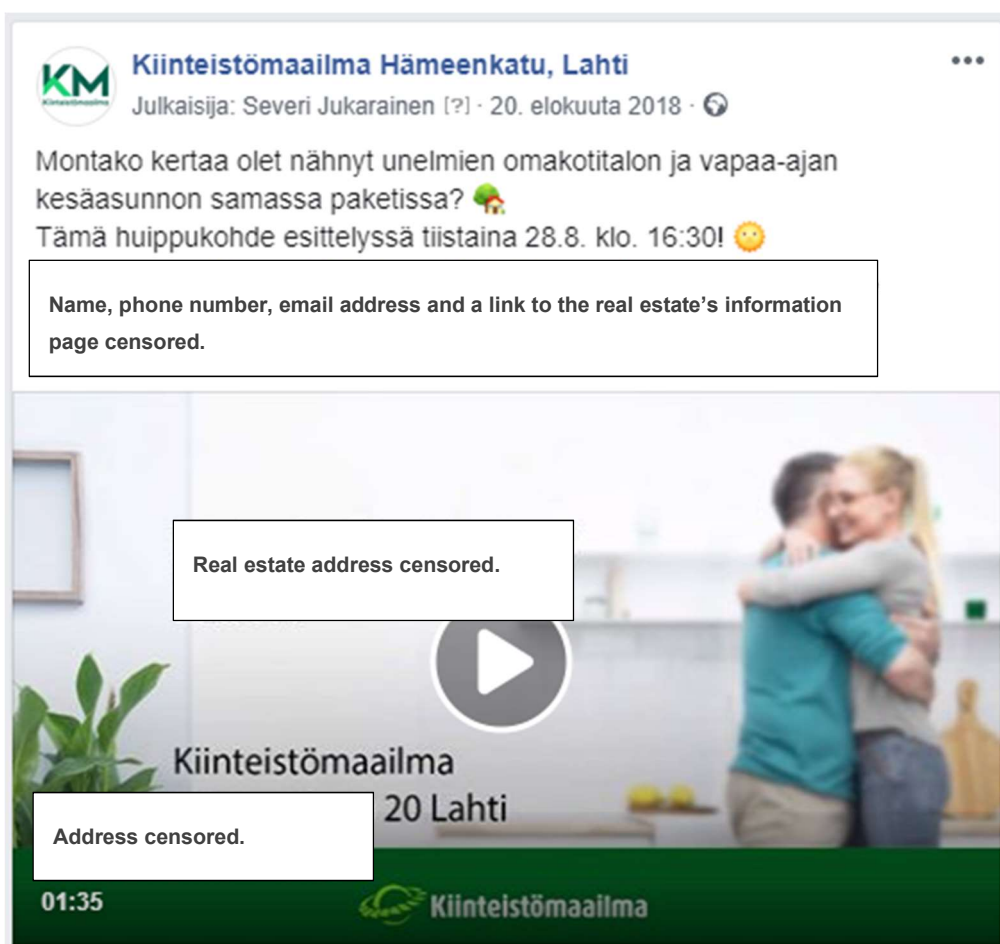 Kiinteistömaailma Hämeenkatu, Lahti
KM
Kiinteistömaailma
Julkaisija: Severi Jukarainen [?] · 20. elokuuta 2018 ·
Montako kertaa olet nähnyt unelmien omakotitalon ja vapaa-ajan
kesäasunnon samassa paketissa?
Tämä huippukohde esittelyssä tiistaina 28.8. klo. 16:30!
Name, phone number, email address and a link to the real estate's information
page censored.
Real estate address censored.
Kiinteistömaailma
20 Lahti
Address censored.
01:35
Kiinteistömaailma